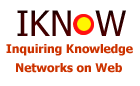 IKNoW
Inquiring Knowledge
Networks on Web